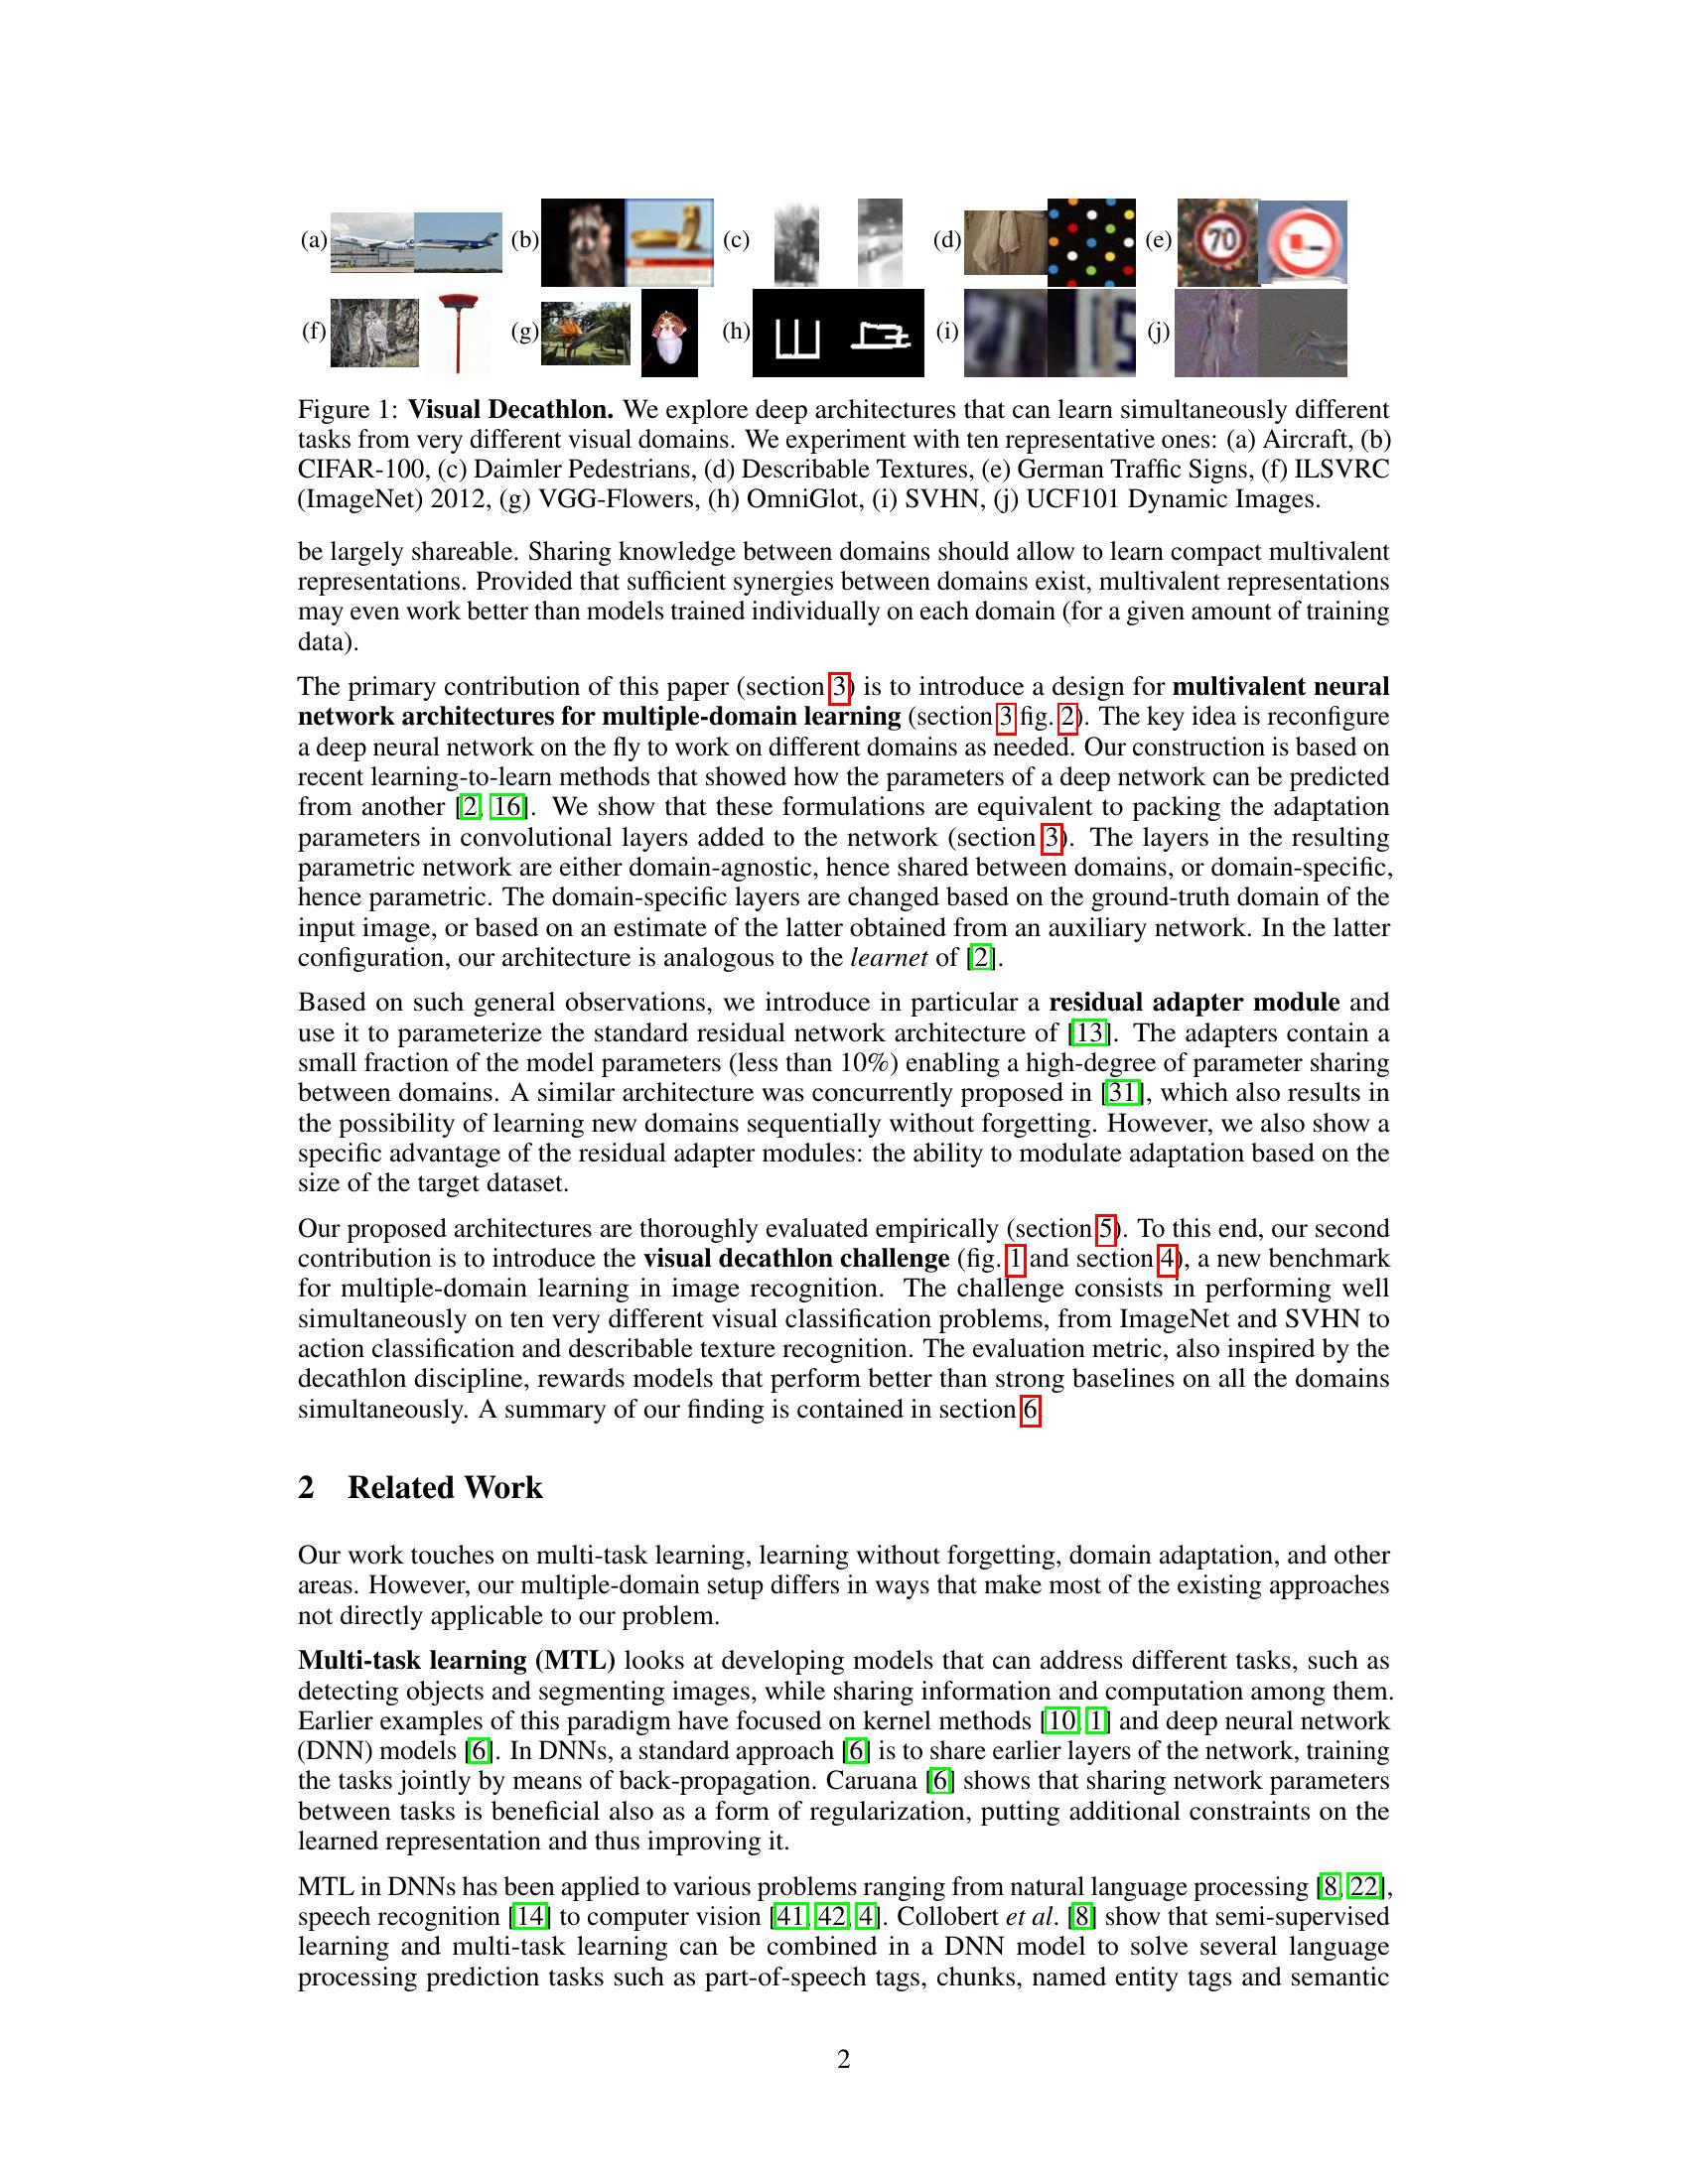 (a) (b) (c) (d) (e) 70
(f) (g) (h) (i) 21 15 (j)
Figure 1: Visual Decathlon. We explore deep architectures that can learn simultaneously different
tasks from very different visual domains. We experiment with ten representative ones: (a) Aircraft, (b)
CIFAR-100, (c) Daimler Pedestrians, (d) Describable Textures, (e) German Traffic Signs, (f) ILSVRC
(ImageNet) 2012, (g) VGG-Flowers, (h) OmniGlot, (i) SVHN, (j) UCF101 Dynamic Images.
be largely shareable. Sharing knowledge between domains should allow to learn compact multivalent
representations. Provided that sufficient synergies between domains exist, multivalent representations
may even work better than models trained individually on each domain (for a given amount of training
data).
The primary contribution of this paper (section 3) is to introduce a design for multivalent neural
network architectures for multiple-domain learning (section 3 fig. 2). The key idea is reconfigure
a deep neural network on the fly to work on different domains as needed. Our construction is based on
recent learning-to-learn methods that showed how the parameters of a deep network can be predicted
from another [2, 16]. We show that these formulations are equivalent to packing the adaptation
parameters in convolutional layers added to the network (section 3). The layers in the resulting
parametric network are either domain-agnostic, hence shared between domains, or domain-specific,
hence parametric. The domain-specific layers are changed based on the ground-truth domain of the
input image, or based on an estimate of the latter obtained from an auxiliary network. In the latter
configuration, our architecture is analogous to the learnet of [2].
Based on such general observations, we introduce in particular a residual adapter module and
use it to parameterize the standard residual network architecture of [13]. The adapters contain a
small fraction of the model parameters (less than 10%) enabling a high-degree of parameter sharing
between domains. A similar architecture was concurrently proposed in [31], which also results in
the possibility of learning new domains sequentially without forgetting. However, we also show a
specific advantage of the residual adapter modules: the ability to modulate adaptation based on the
size of the target dataset.
Our proposed architectures are thoroughly evaluated empirically (section 5). To this end, our second
contribution is to introduce the visual decathlon challenge (fig. 1 and section 4), a new benchmark
for multiple-domain learning in image recognition. The challenge consists in performing well
simultaneously on ten very different visual classification problems, from ImageNet and SVHN to
action classification and describable texture recognition. The evaluation metric, also inspired by the
decathlon discipline, rewards models that perform better than strong baselines on all the domains
simultaneously. A summary of our finding is contained in section 6.
2 Related Work
Our work touches on multi-task learning, learning without forgetting, domain adaptation, and other
areas. However, our multiple-domain setup differs in ways that make most of the existing approaches
not directly applicable to our problem.
Multi-task learning (MTL) looks at developing models that can address different tasks, such as
detecting objects and segmenting images, while sharing information and computation among them.
Earlier examples of this paradigm have focused on kernel methods [10, 1] and deep neural network
(DNN) models [6]. In DNNs, a standard approach [6] is to share earlier layers of the network, training
the tasks jointly by means of back-propagation. Caruana [6] shows that sharing network parameters
between tasks is beneficial also as a form of regularization, putting additional constraints on the
learned representation and thus improving it.
MTL in DNNs has been applied to various problems ranging from natural language processing [8, 22],
speech recognition [14] to computer vision [41, 42, 4]. Collobert et al. [8] show that semi-supervised
learning and multi-task learning can be combined in a DNN model to solve several language
processing prediction tasks such as part-of-speech tags, chunks, named entity tags and semantic
2